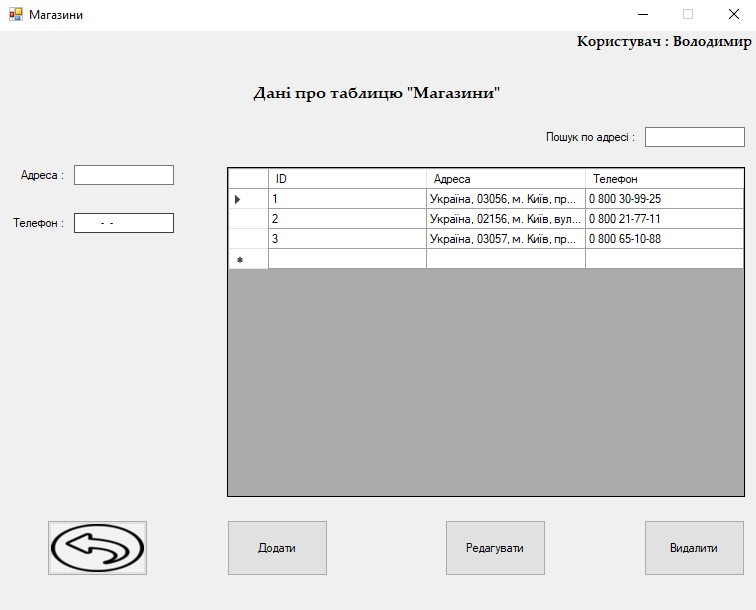 Магазини
Користувач : Володимир
Дані про таблицю "Магазини"
Пошук по адресі :
Адреса :
Телефон : - -
ID Адреса Телефон
1 Україна, 03056, м. Київ, пр... 0 800 30-99-25
2 Україна, 02156, м. Київ, вул... 0 800 21-77-11
3 Україна, 03057, м. Київ, пр... 0 800 65-10-88
Додати Редагувати Видалити